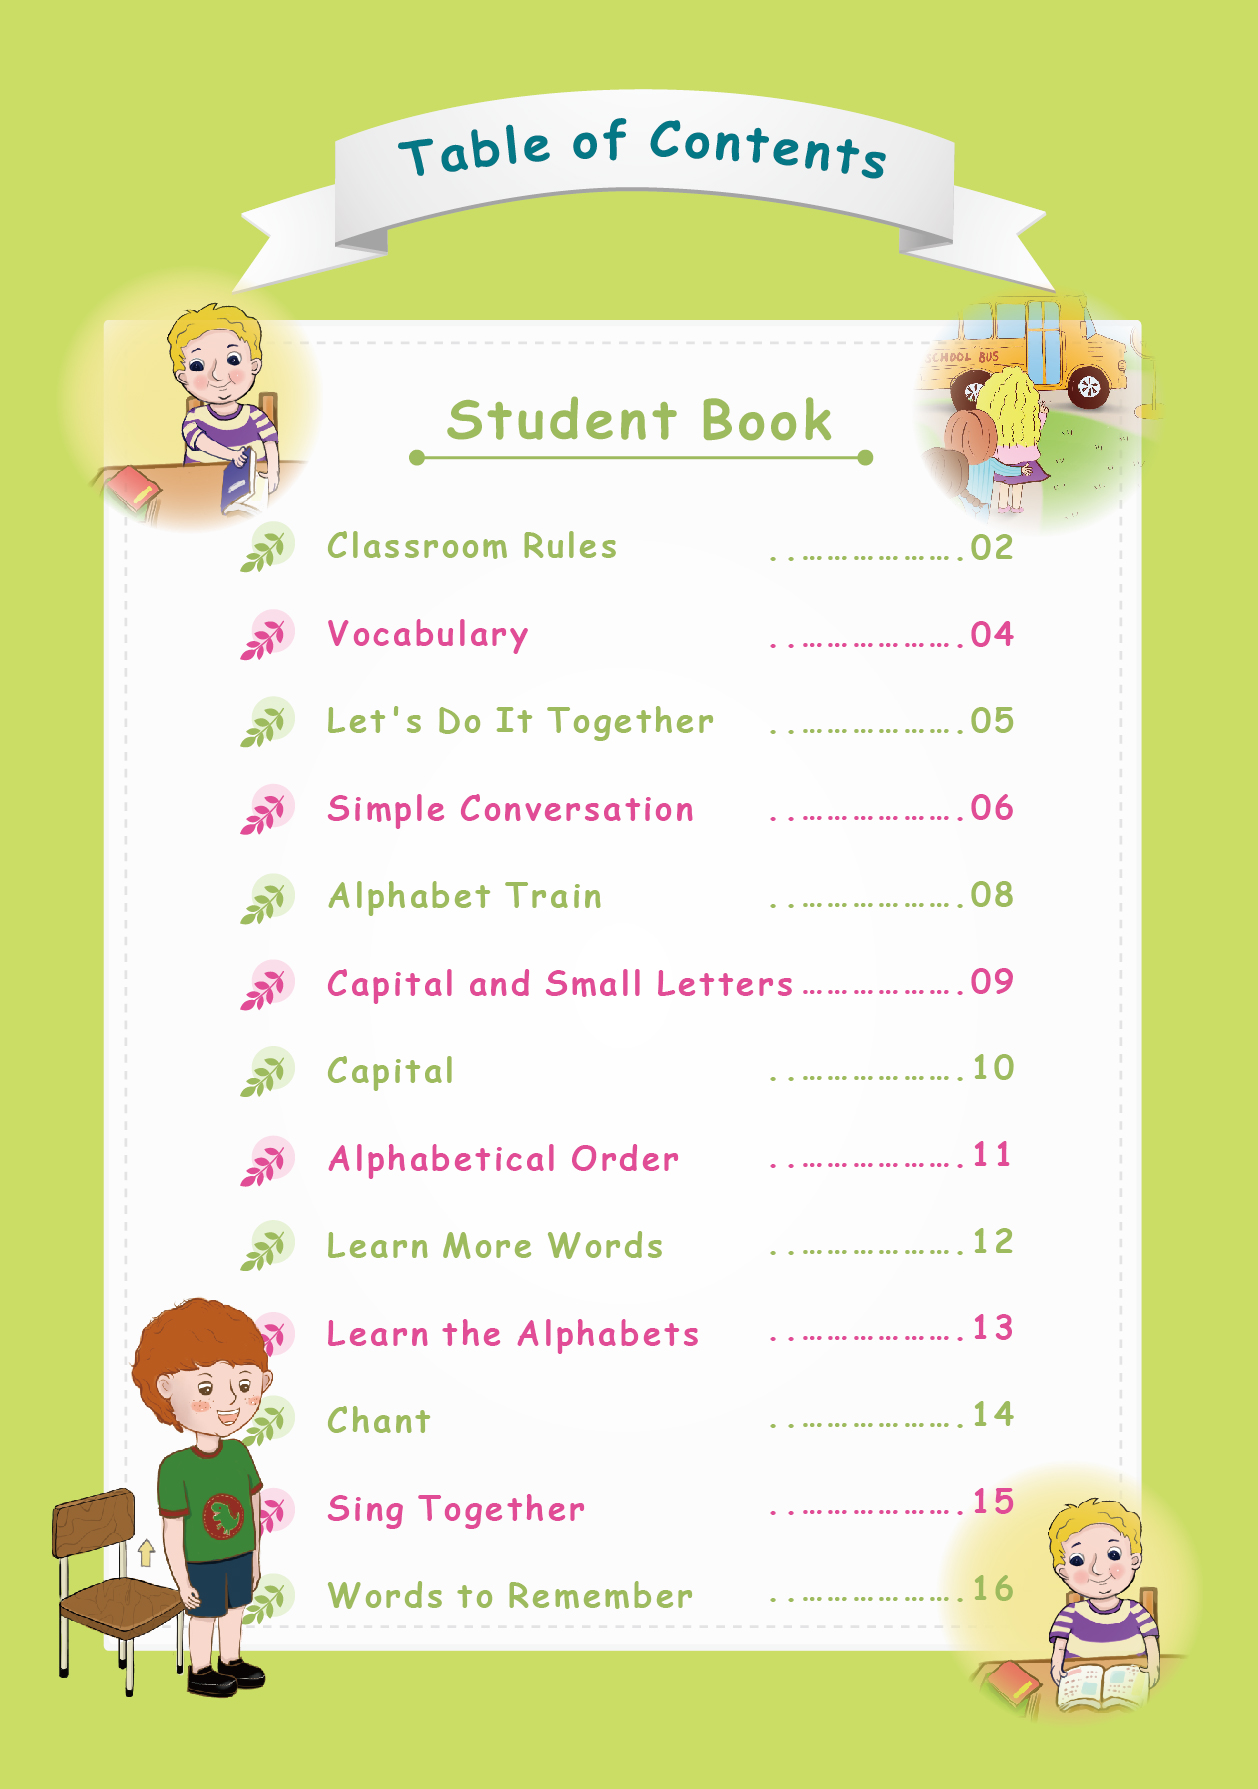 Table of Contents
SCHOOL BUS
Student Book
Classroom Rules . . ... ... ... ... ... ... . 02
Vocabulary . . ... ... ... ... ... ... . 04
Let's Do It Together . . ... ... ... ... ... ... . 05
Simple Conversation . . ... ... ... ... ... ... . 06
Alphabet Train . . ... ... ... ... ... ... . 08
Capital and Small Letters ... ... ... ... ... ... . 09
Capital . . ... ... ... ... ... ... . 10
Alphabetical Order . . ... ... ... ... ... ... . 11
Learn More Words . . ... ... ... ... ... ... . 12
Learn the Alphabets . . ... ... ... ... ... ... . 13
Chant . . ... ... ... ... ... ... . 14
Sing Together . . ... ... ... ... ... ... . 15
Words to Remember . . ... ... ... ... ... ... . 16